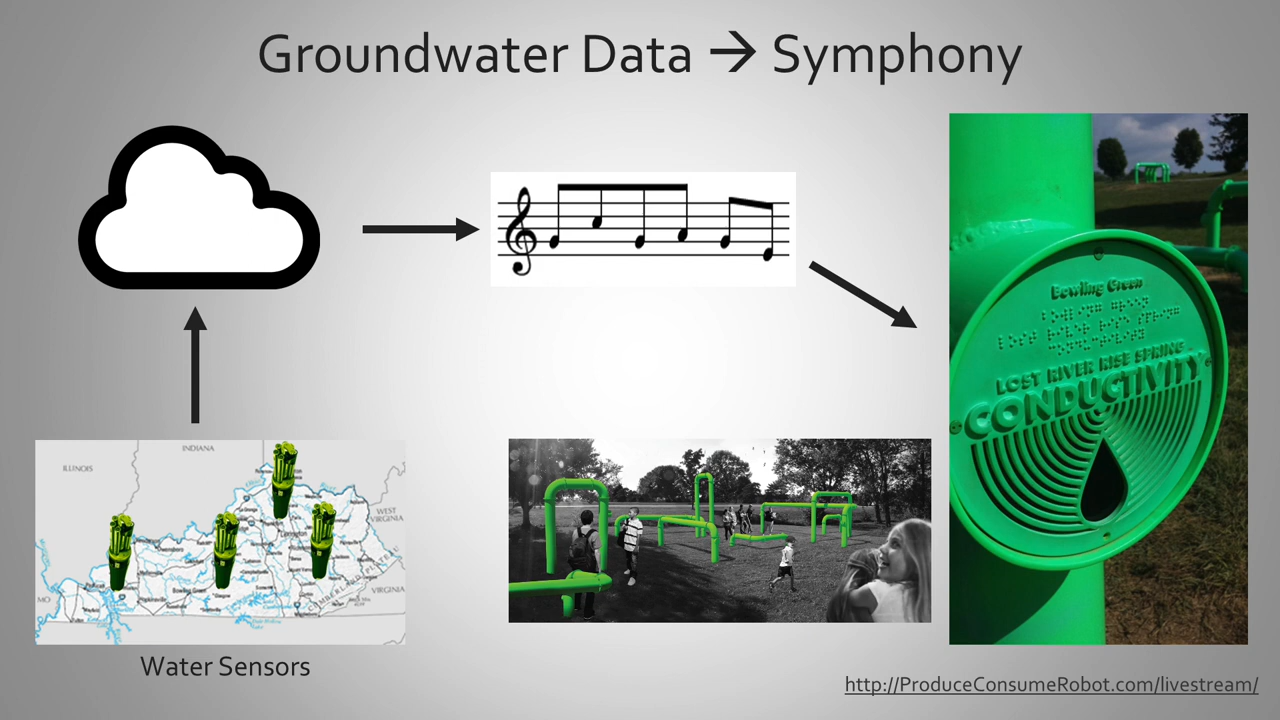 Groundwater Data → Symphony
INDIANA
ILLINOIS
WEST
VIRGINIA
VIRGINIA
MO
Bowling Green
LOST RIVER RISE SPRING
CONDUCTIVITY
Water Sensors
http://ProduceConsumeRobot.com/livestream/